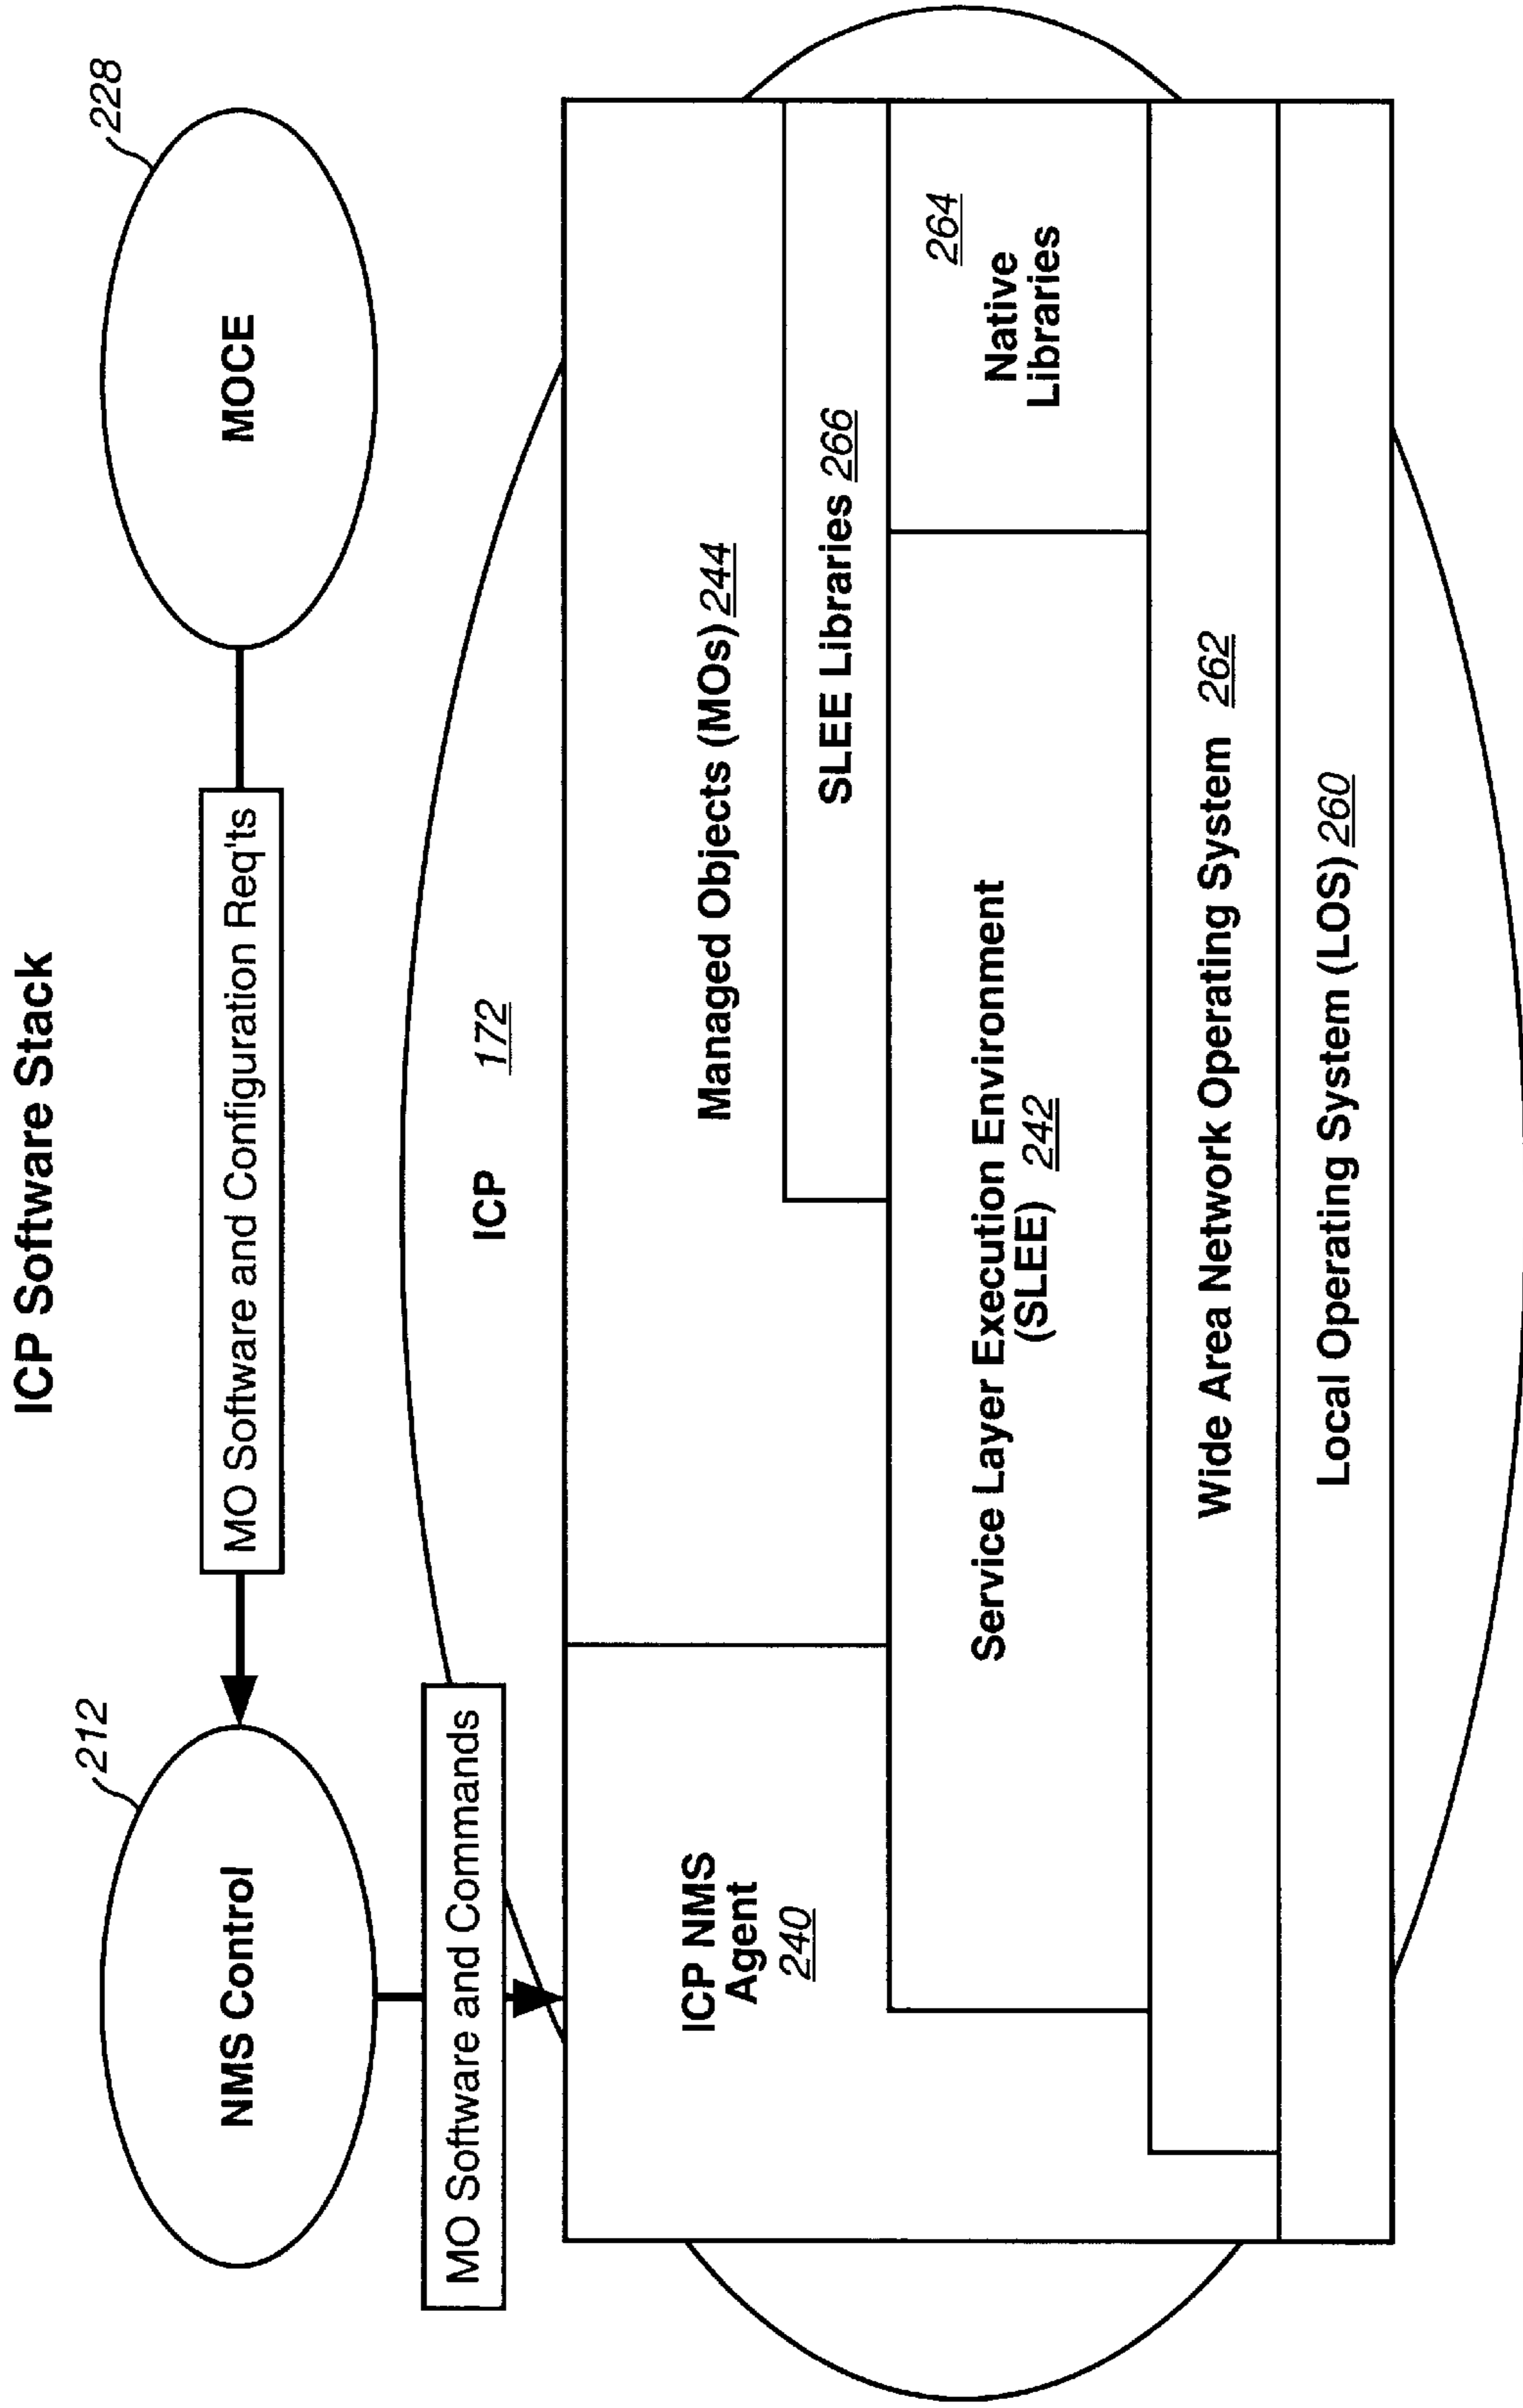 ICP Software Stack
212
228
NMS Control
MO Software and Configuration Req'ts
MOCE
MO Software and Commands
ICP 172
ICP NMS
Agent
240
Managed Objects (MOs) 244
SLEE Libraries 266
Service Layer Execution Environment
(SLEE) 242
264
Native
Libraries
Wide Area Network Operating System 262
Local Operating System (LOS) 260